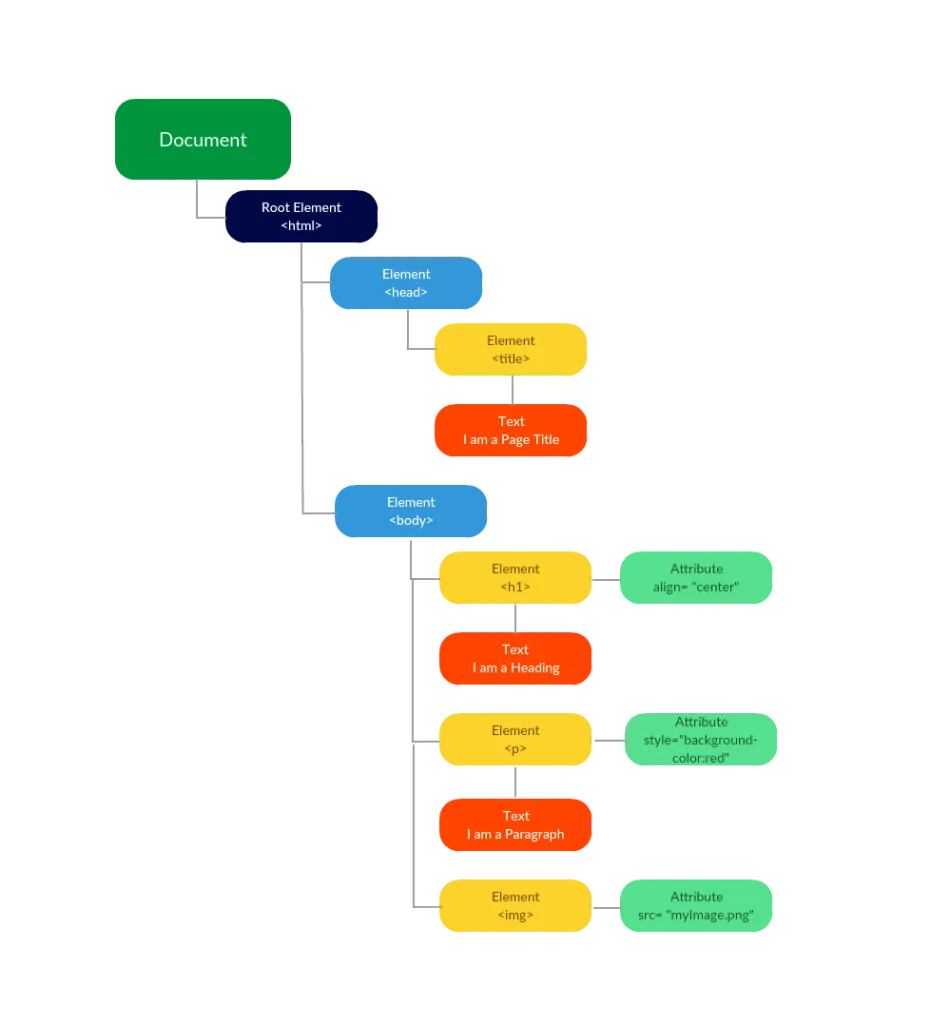 Document
Root Element
<html>
Element
<head>
Element
<title>
Text
I am a Page Title
Element
<body>
Element
<h1>
Attribute
align= "center"
Text
I am a Heading
Element
<p>
Attribute
style="background-
color:red"
Text
I am a Paragraph
Element
<img>
Attribute
src= "myImage.png"